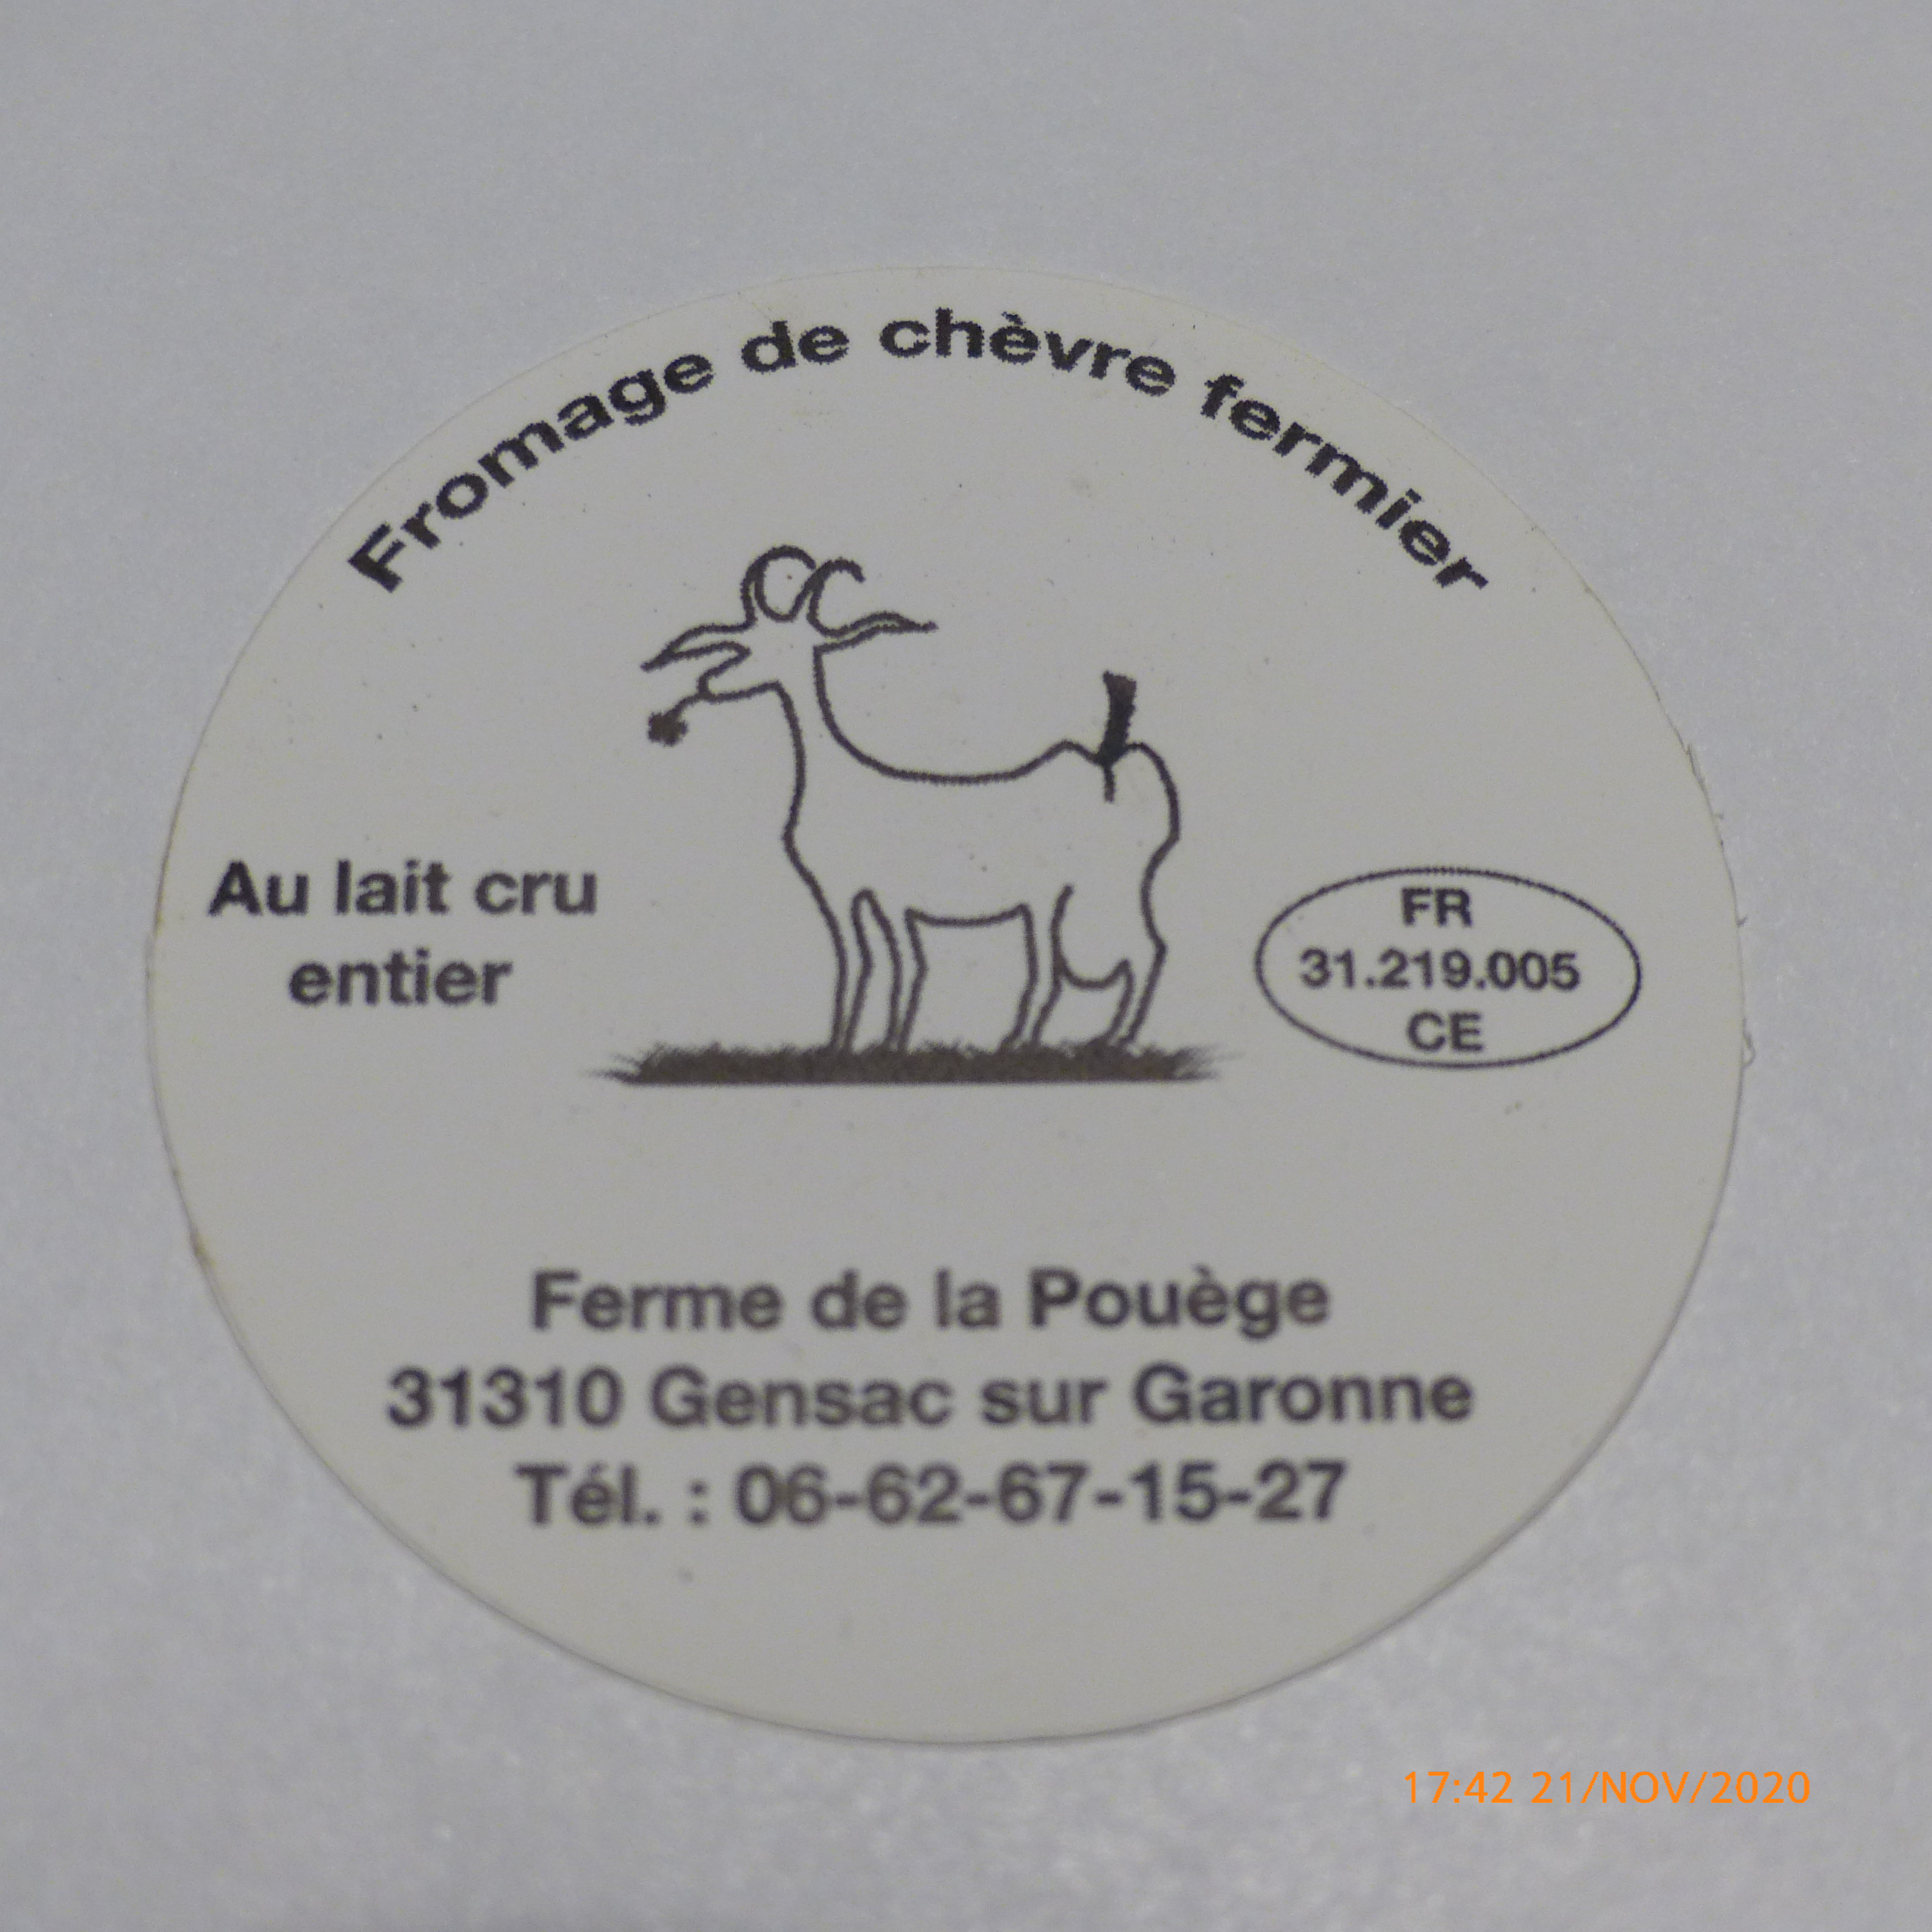 Fromage de chèvre fermier
Au lait cru
entier
FR
31.219.005
CE
Ferme de la Pouège
31310 Gensac sur Garonne
Tél. : 06-62-67-15-27
17:42 21/NOV/2020